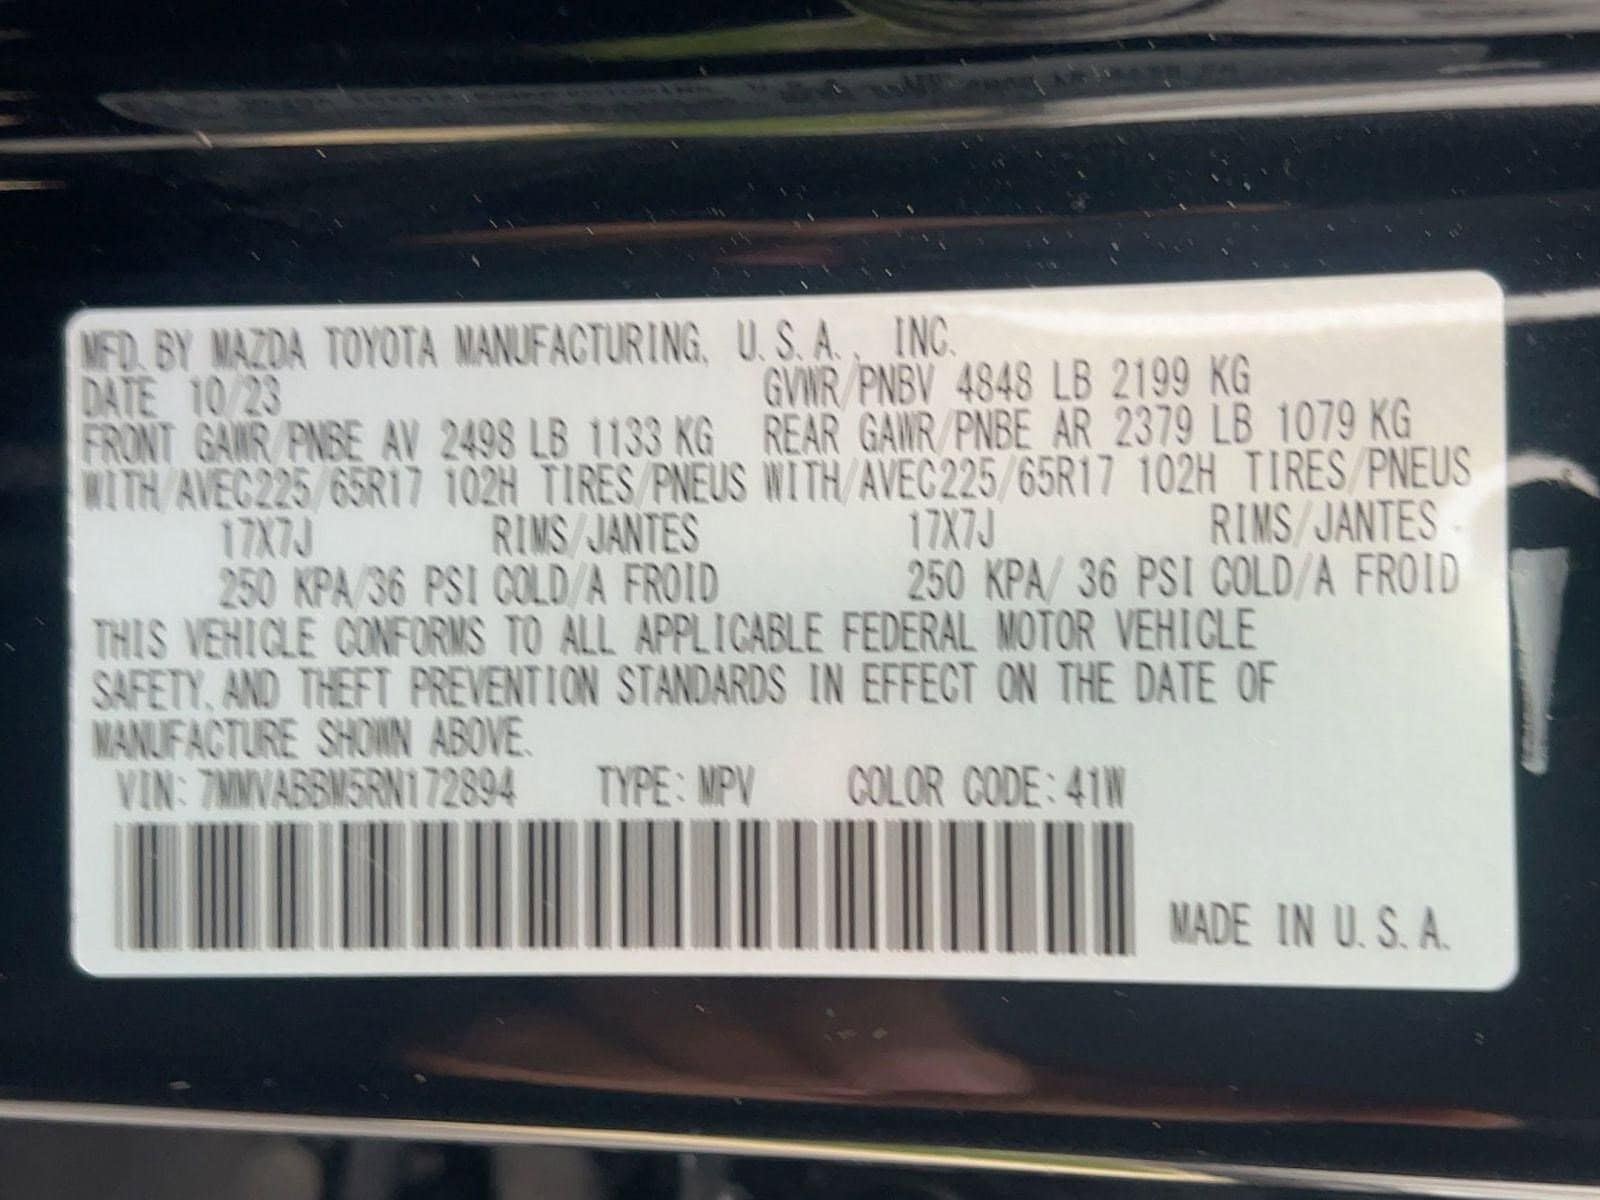 MFD. BY MAZDA TOYOTA MANUFACTURING, U.S.A., INC.
DATE 10/23 GVWR/PNBV 4848 LB 2199 KG
FRONT GAWR/PNBE AV 2498 LB 1133 KG REAR GAWR/PNBE AR 2379 LB 1079 KG
WITH/AVEC225/65R17 102H TIRES/PNEUS WITH/AVEC225/65R17 102H TIRES/PNEUS
17X7J RIMS/JANTES 17X7J RIMS/JANTES
250 KPA/36 PSI COLD/A FROID 250 KPA/ 36 PSI COLD/A FROID
THIS VEHICLE CONFORMS TO ALL APPLICABLE FEDERAL MOTOR VEHICLE
SAFETY, AND THEFT PREVENTION STANDARDS IN EFFECT ON THE DATE OF
MANUFACTURE SHOWN ABOVE.
VIN: 7MMVABBM5RN172894 TYPE: MPV COLOR CODE: 41W
MADE IN U.S.A.